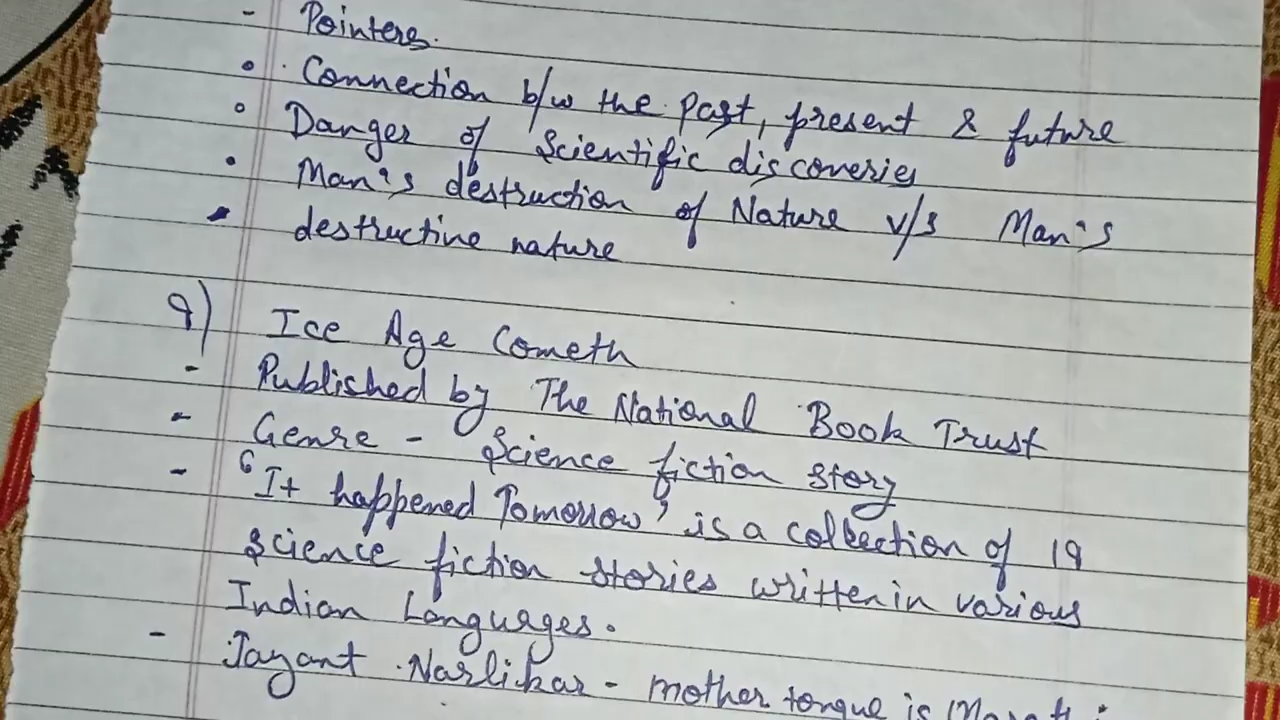 - Pointers.
• Connection b/w the past, present & future
• Danger of Scientific discoveries
• Man's destruction of Nature v/s Man's
destructive nature
9) Ice Age Cometh
- Published by The National Book Trust
- Genre - Science fiction story
- 'It happened Tomorrow' is a collection of 19
Science fiction stories written in various
Indian Languages.
- Jayant Narlikar - mother tongue is